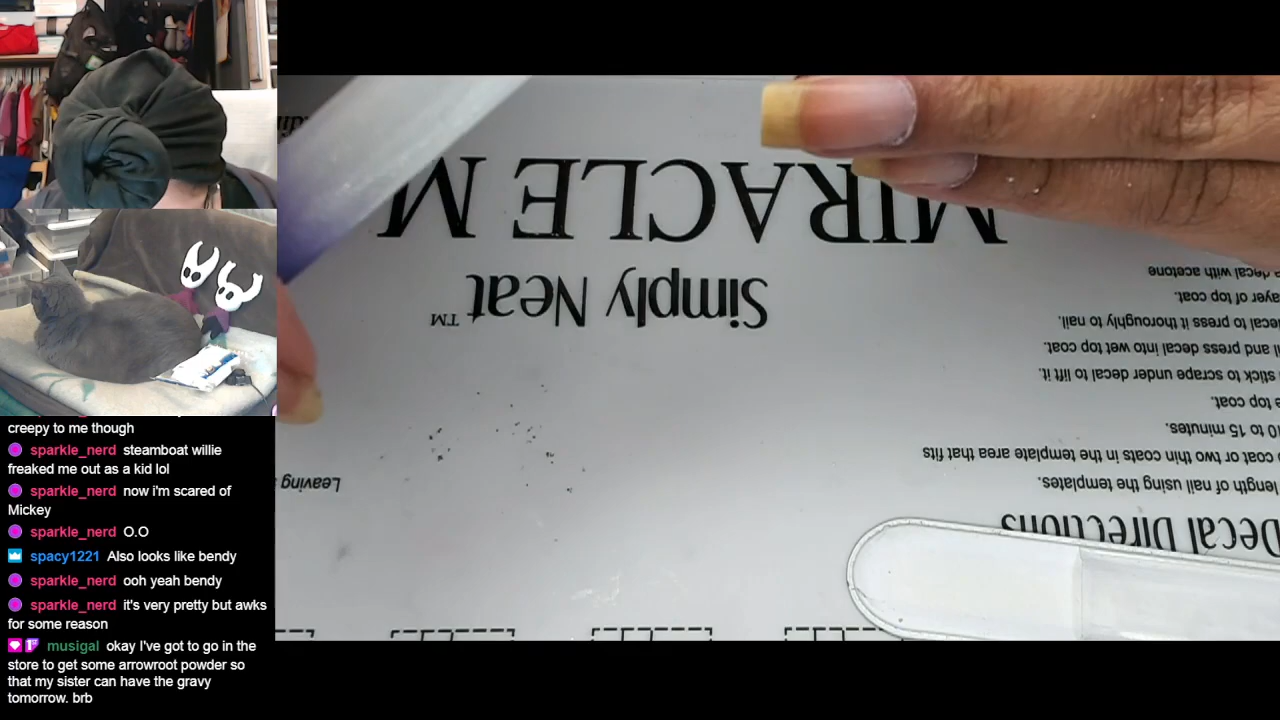 creepy to me though
sparkle_nerd steamboat willie
freaked me out as a kid lol
sparkle_nerd now i'm scared of
Mickey
sparkle_nerd O.O
spacy1221 Also looks like bendy
sparkle_nerd ooh yeah bendy
sparkle_nerd it's very pretty but awks
for some reason
musigal okay I've got to go in the
store to get some arrowroot powder so
that my sister can have the gravy
tomorrow. brb
Decal Directions
length of nail using the templates.
coat or two thin coats in the template area that fits
10 to 15 minutes.
top coat.
stick to scrape under decal to lift it
and press decal into wet top coat.
decal to press it thoroughly to nail.
layer of top coat.
decal with acetone
Leaving
Simply Neat™
MIRACLE M